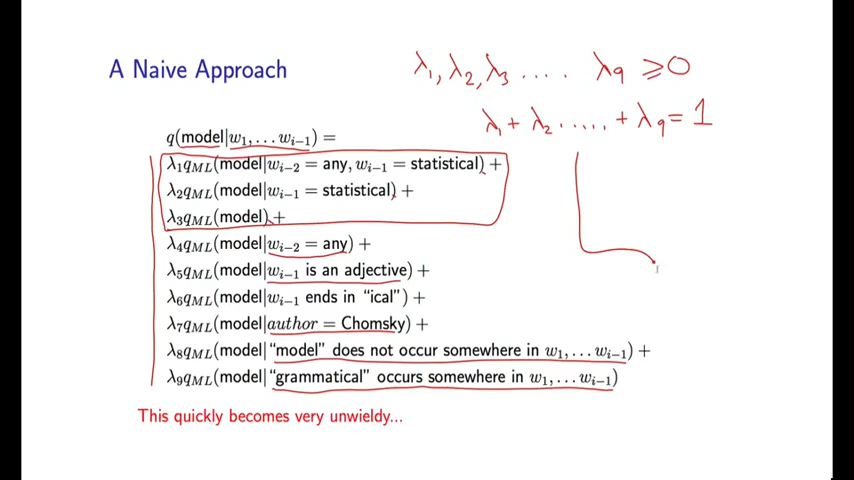 A Naive Approach
λ1, λ2, λ3 .... λ9 ≥0
λ1 + λ2 ...... + λ9 = 1
q(model|w1, . . . wi−1) =
λ1qML(model|wi−2 = any, wi−1 = statistical) +
λ2qML(model|wi−1 = statistical) +
λ3qML(model) +
λ4qML(model|wi−2 = any) +
λ5qML(model|wi−1 is an adjective) +
λ6qML(model|wi−1 ends in “ical”) +
λ7qML(model|author = Chomsky) +
λ8qML(model|“model” does not occur somewhere in w1, . . . wi−1) +
λ9qML(model|“grammatical” occurs somewhere in w1, . . . wi−1)
This quickly becomes very unwieldy...